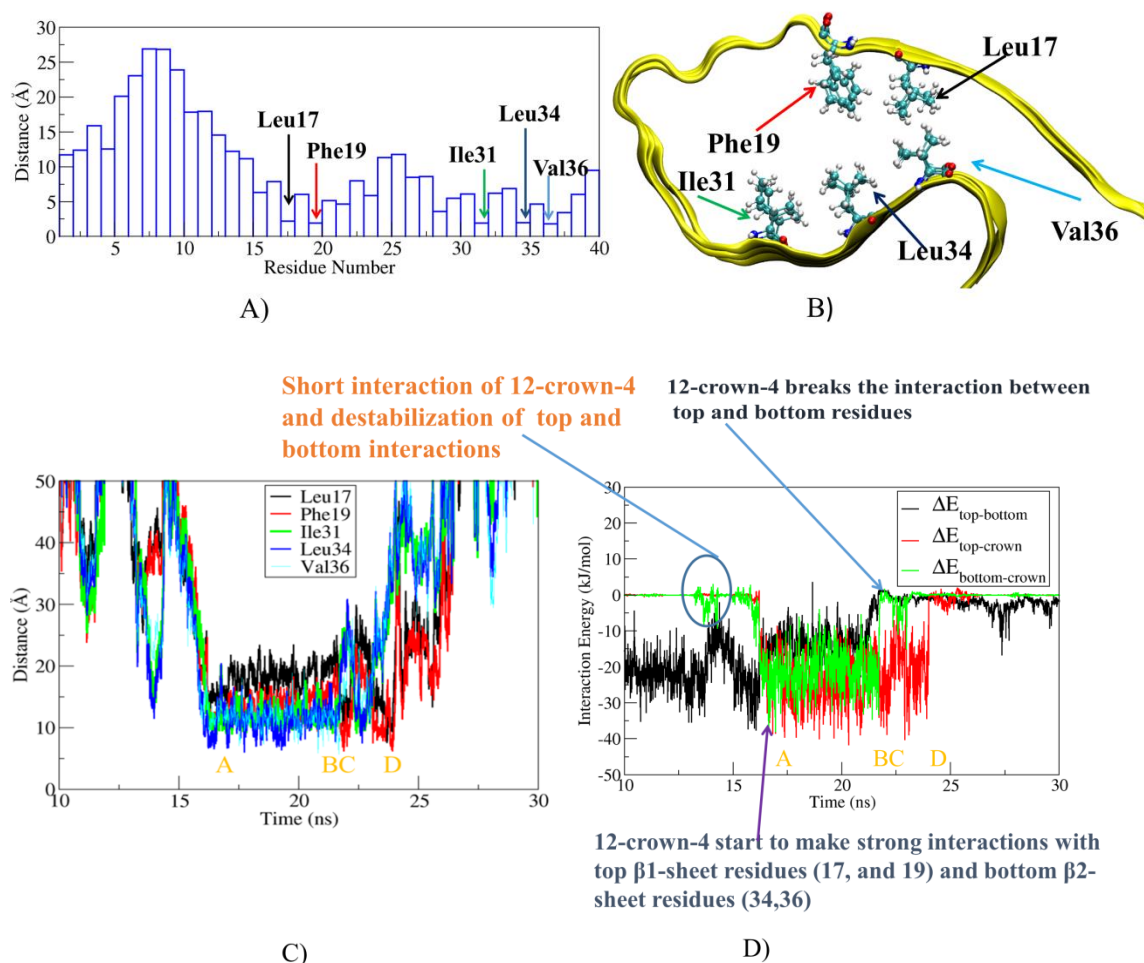 30
25
20
15
10
5
0
Distance (Å)
Leu17
Phe19
Ile31
Leu34
Val36
5 10 15 20 25 30 35 40
Residue Number
A)
Leu17
Phe19
Ile31
Leu34
Val36
B)
Short interaction of 12-crown-4
and destabilization of top and
bottom interactions
12-crown-4 breaks the interaction between
top and bottom residues
50
40
30
20
10
0
Distance (Å)
Leu17
Phe19
Ile31
Leu34
Val36
A BC D
10 15 20 25 30
Time (ns)
C)
30
20
10
0
-10
-20
-30
-40
-50
Interaction Energy (kJ/mol)
ΔEtop-bottom
ΔEtop-crown
ΔEbottom-crown
A BC D
10 15 20 25 30
Time (ns)
12-crown-4 start to make strong interactions with
top β1-sheet residues (17, and 19) and bottom β2-
sheet residues (34,36)
D)